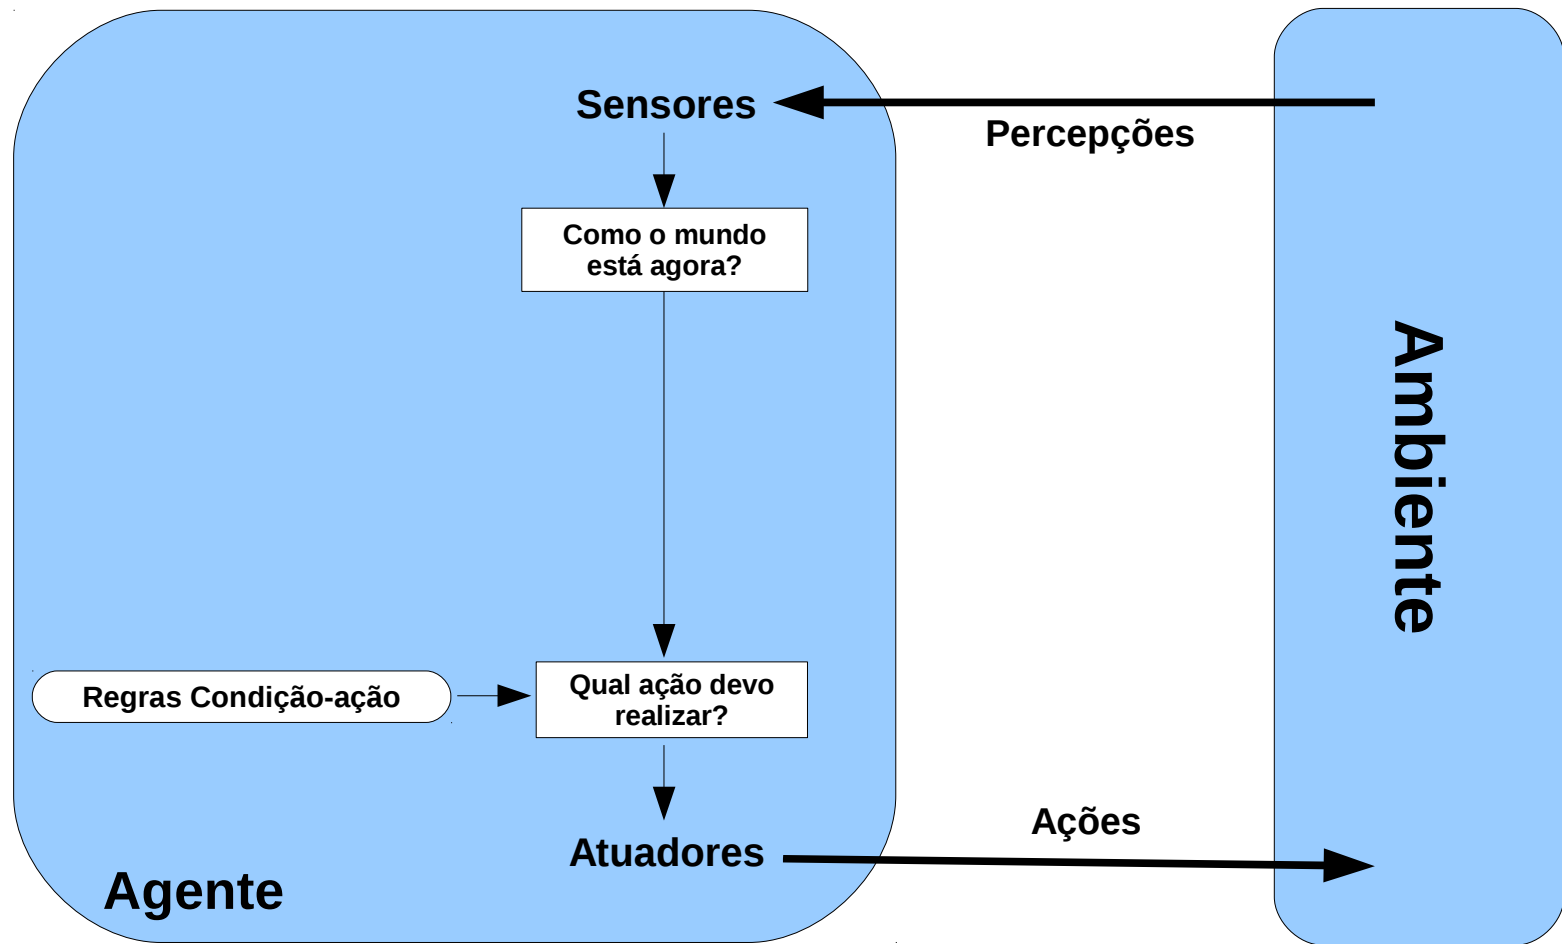 Sensores
Percepções
Como o mundo
está agora?
Ambiente
Regras Condição-ação
Qual ação devo
realizar?
Ações
Atuadores
Agente